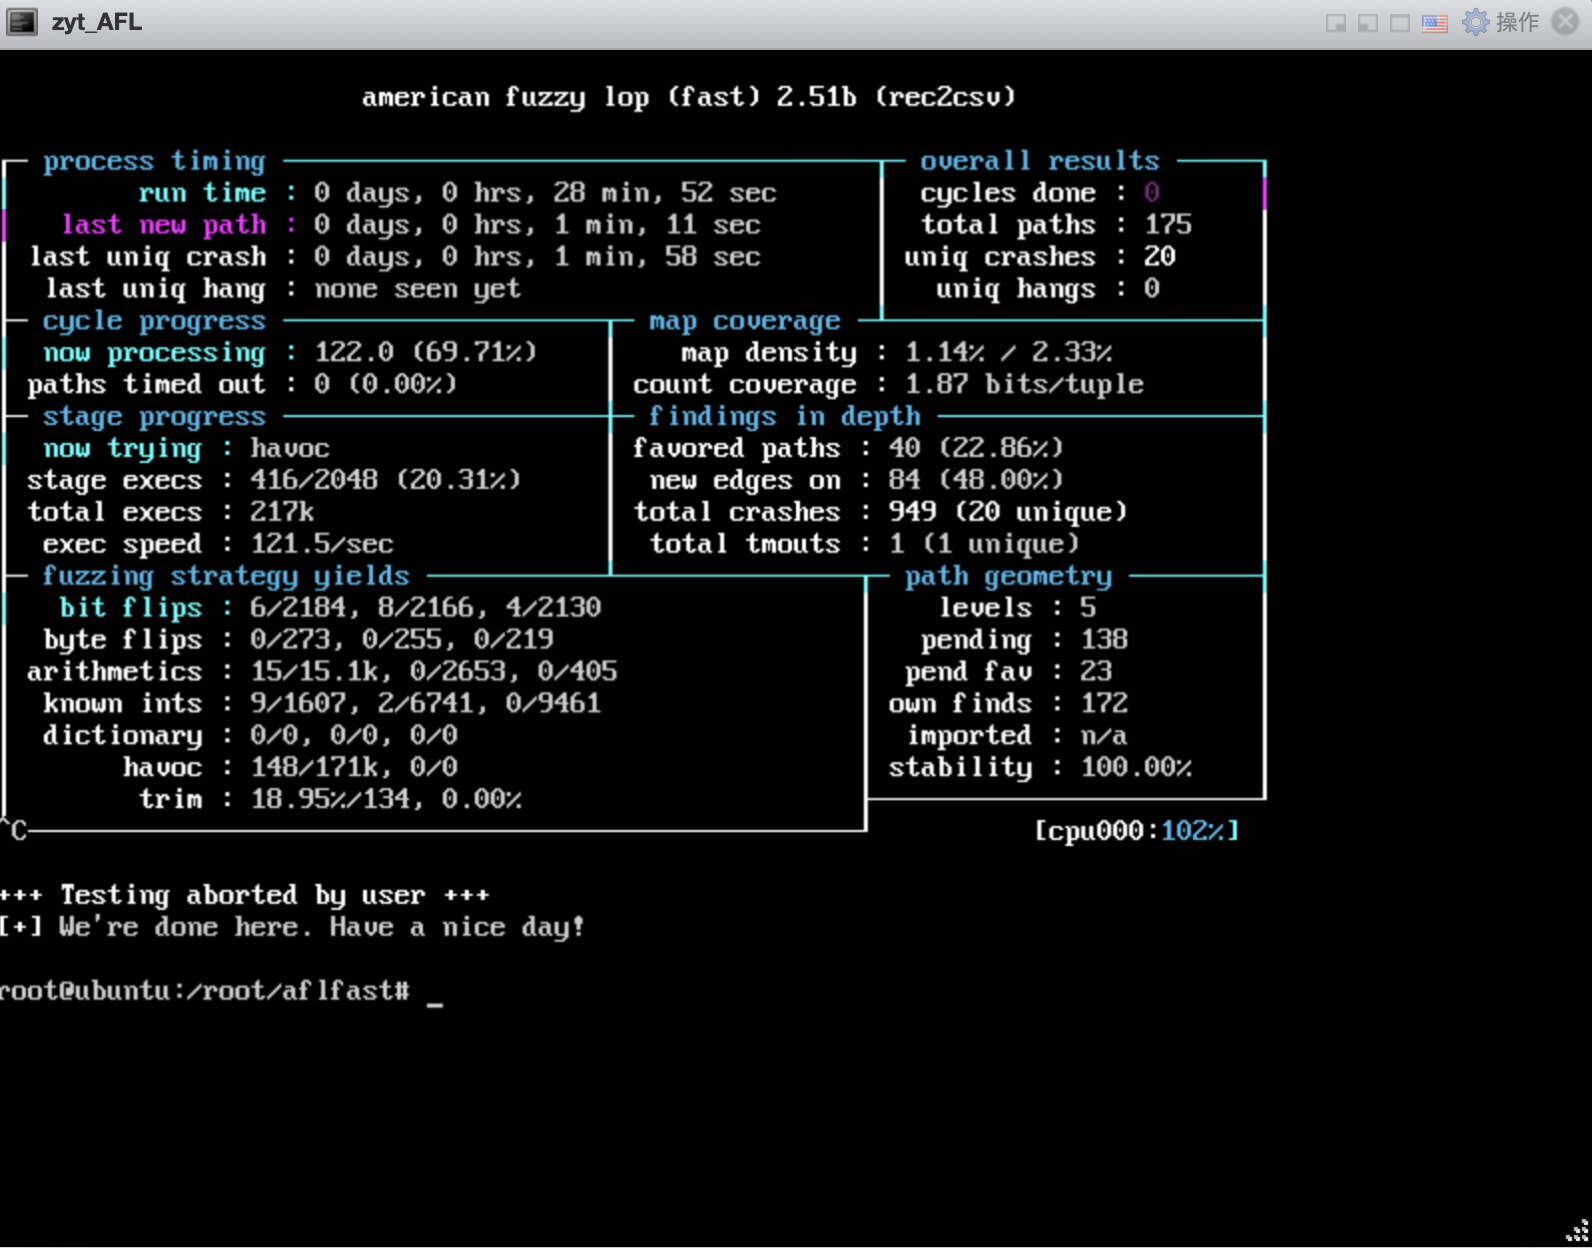 zyt_AFL 操作
american fuzzy lop (fast) 2.51b (rec2csv)
process timing overall results
run time : 0 days, 0 hrs, 28 min, 52 sec cycles done : 0
last new path : 0 days, 0 hrs, 1 min, 11 sec total paths : 175
last uniq crash : 0 days, 0 hrs, 1 min, 58 sec uniq crashes : 20
last uniq hang : none seen yet uniq hangs : 0
cycle progress map coverage
now processing : 122.0 (69.71%) map density : 1.14% / 2.33%
paths timed out : 0 (0.00%) count coverage : 1.87 bits/tuple
stage progress findings in depth
now trying : havoc favored paths : 40 (22.86%)
stage execs : 416/2048 (20.31%) new edges on : 84 (48.00%)
total execs : 217k total crashes : 949 (20 unique)
exec speed : 121.5/sec total tmouts : 1 (1 unique)
fuzzing strategy yields path geometry
bit flips : 6/2184, 8/2166, 4/2130 levels : 5
byte flips : 0/273, 0/255, 0/219 pending : 138
arithmetics : 15/15.1k, 0/2653, 0/405 pend fav : 23
known ints : 9/1607, 2/6741, 0/9461 own finds : 172
dictionary : 0/0, 0/0, 0/0 imported : n/a
havoc : 148/171k, 0/0 stability : 100.00%
trim : 18.95%/134, 0.00%
^C [cpu000:102%]
+++ Testing aborted by user +++
[+] We're done here. Have a nice day!
root@ubuntu:/root/aflfast# _